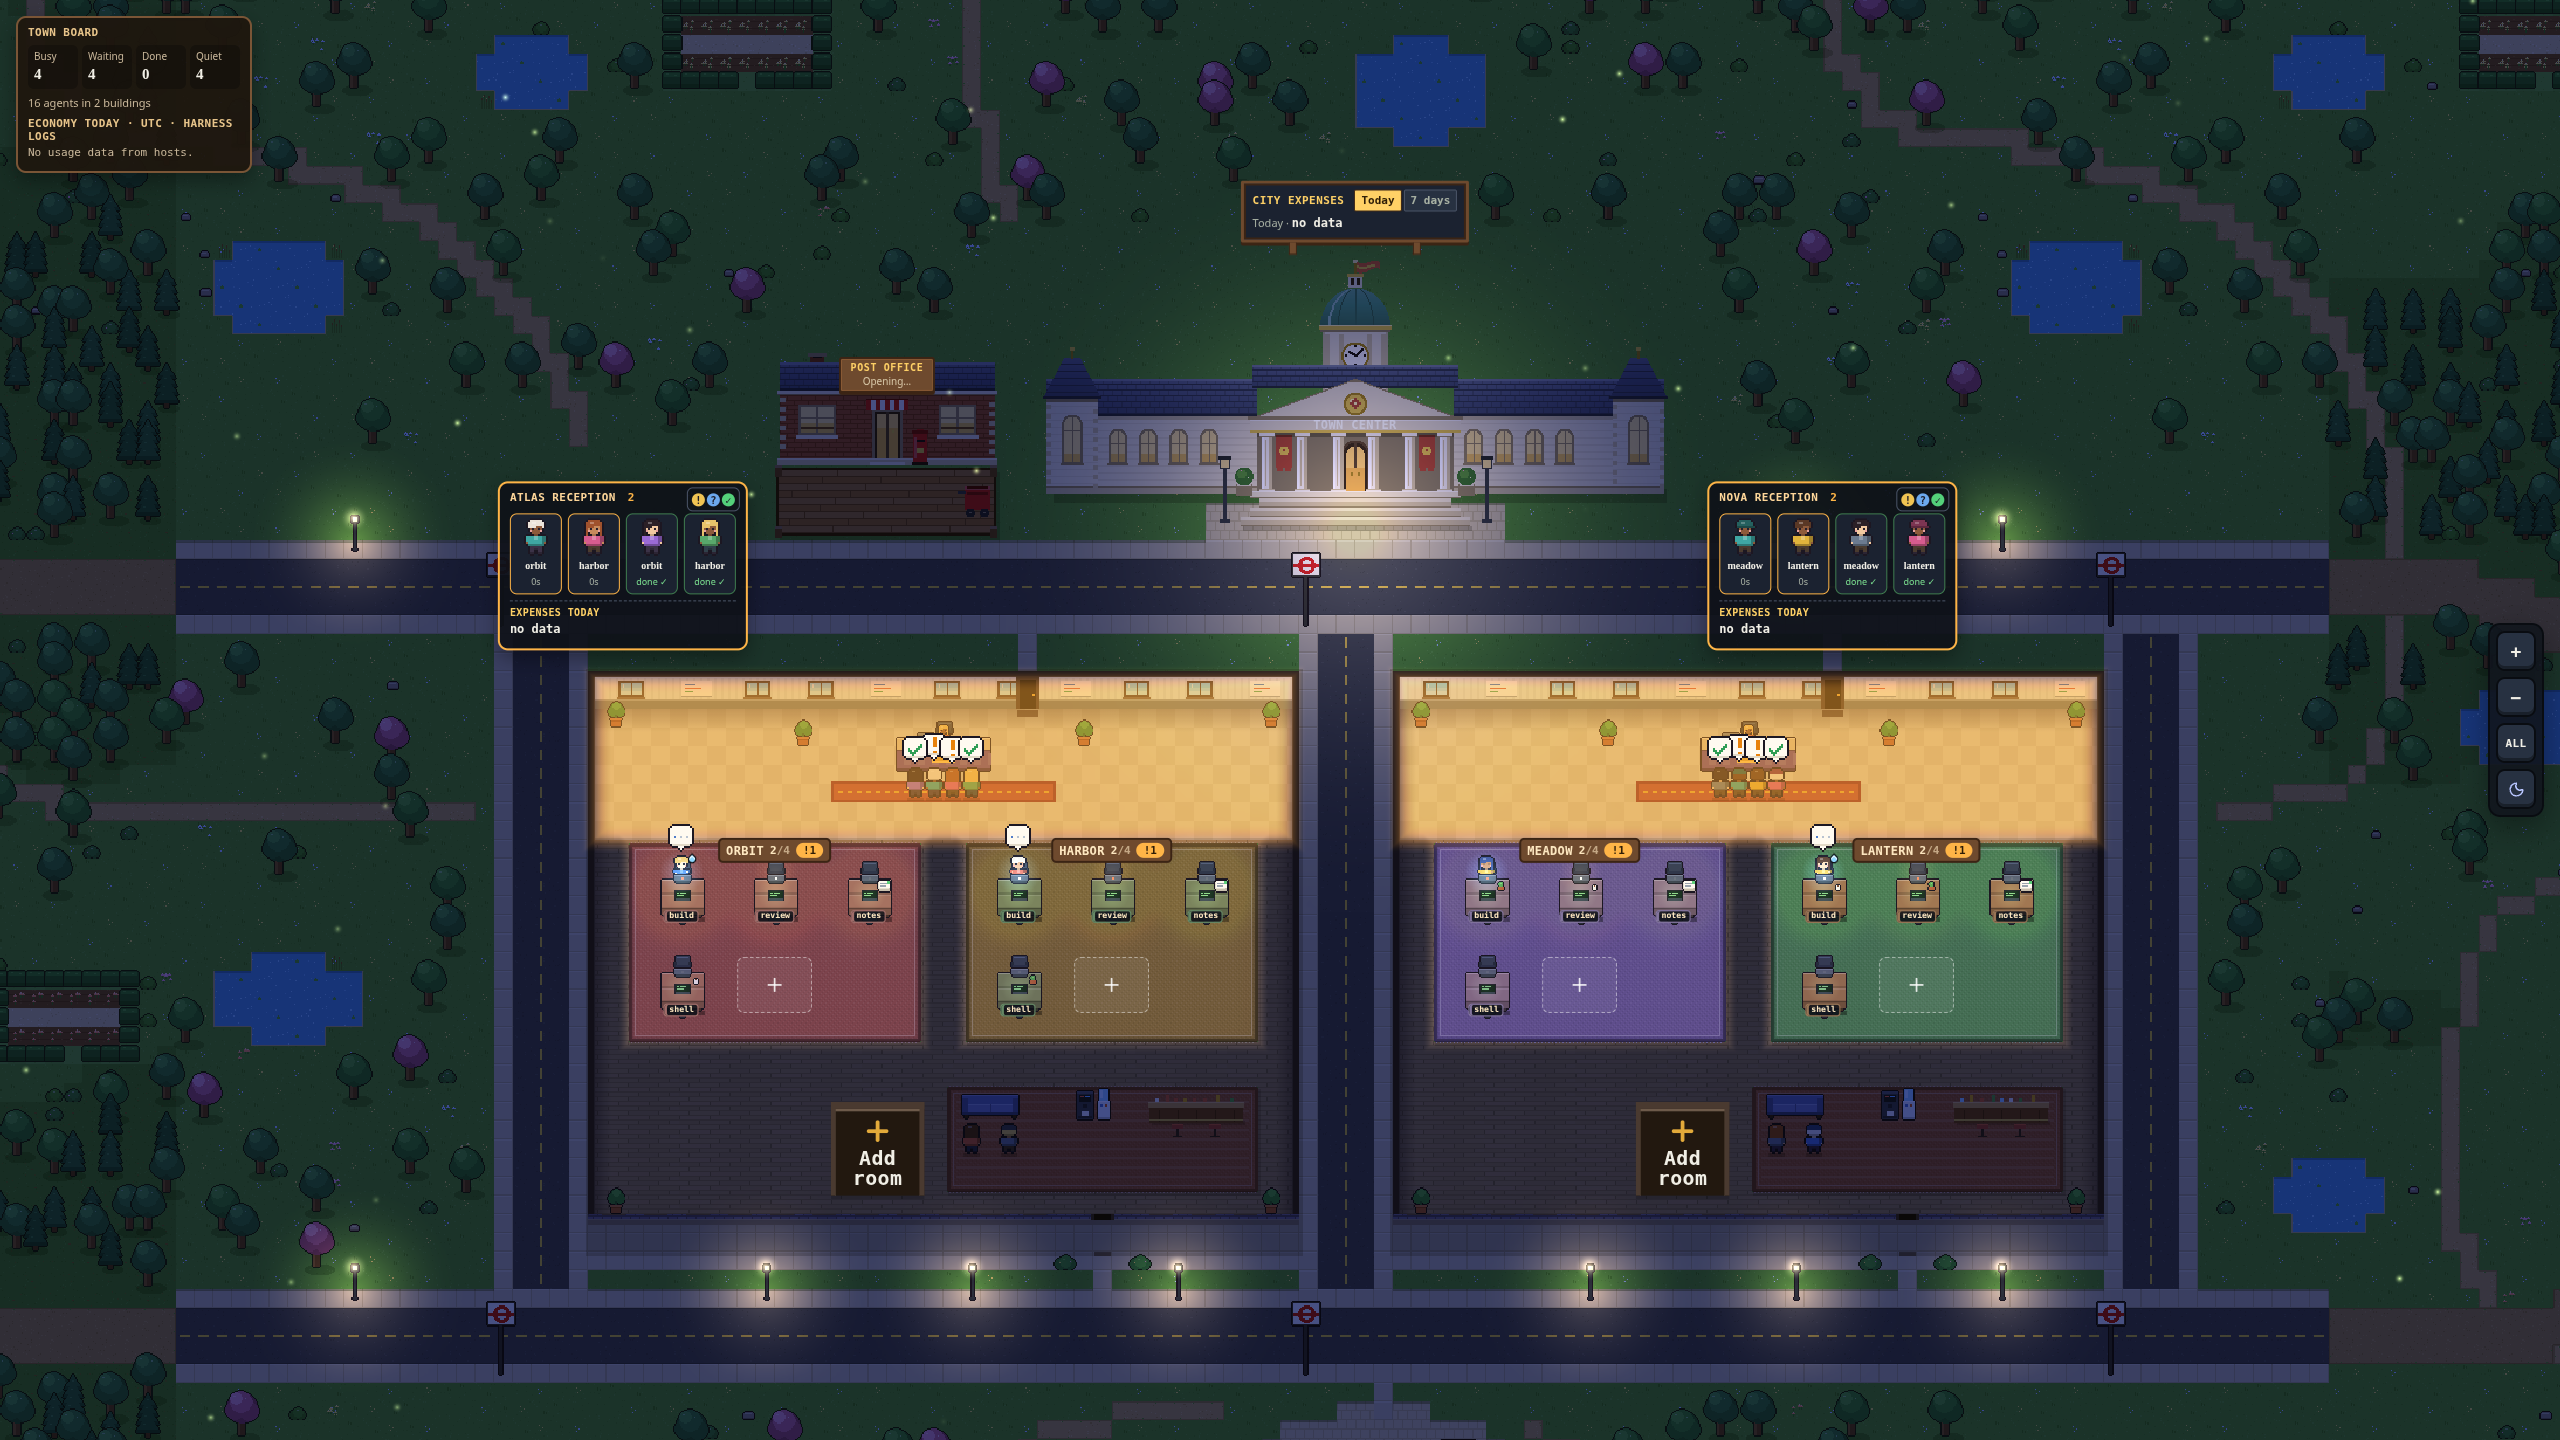 TOWN BOARD
Busy Waiting Done Quiet
4 4 0 4
16 agents in 2 buildings
ECONOMY TODAY · UTC · HARNESS
LOGS
No usage data from hosts.
CITY EXPENSES Today 7 days
Today · no data
POST OFFICE
Opening...
TOWN CENTER
ATLAS RECEPTION 2 ! ? ✓
orbit harbor orbit harbor
0s 0s done ✓ done ✓
EXPENSES TODAY
no data
NOVA RECEPTION 2 ! ? ✓
meadow lantern meadow lantern
0s 0s done ✓ done ✓
EXPENSES TODAY
no data
+
−
ALL
ORBIT 2/4 !1
build review notes
shell +
HARBOR 2/4 !1
build review notes
shell +
MEADOW 2/4 !1
build review notes
shell +
LANTERN 2/4 !1
build review notes
shell +
+
Add
room
+
Add
room